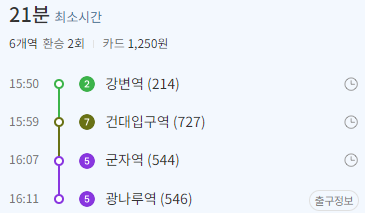 21분 최소시간
6개역 환승 2회 카드 1,250원
15:50 2 강변역 (214)
15:59 7 건대입구역 (727)
16:07 5 군자역 (544)
16:11 5 광나루역 (546) 출구정보